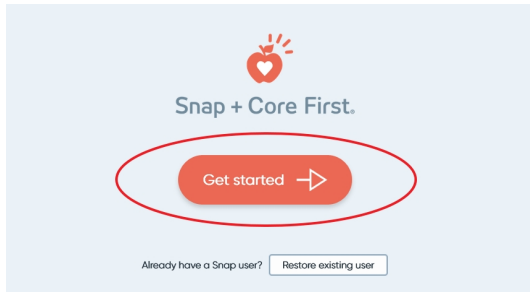 Snap + Core First®
Get started
Already have a Snap user? Restore existing user